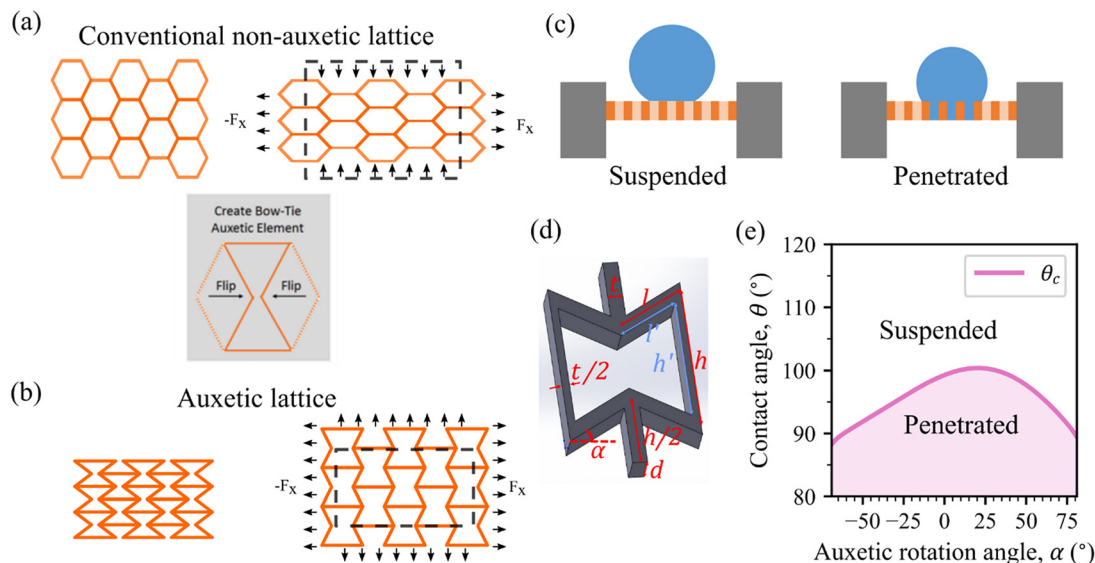 (a)
Conventional non-auxetic lattice
-Fx
Fx
Create Bow-Tie
Auxetic Element
Flip
Flip
(b)
Auxetic lattice
-Fx
Fx
(c)
Suspended
Penetrated
(d)
t
l
l'
h'
h
t/2
h/2
α
d
(e)
120
110
100
90
80
Contact angle, θ (°)
θc
Suspended
Penetrated
−50
−25
0
25
50
75
Auxetic rotation angle, α (°)